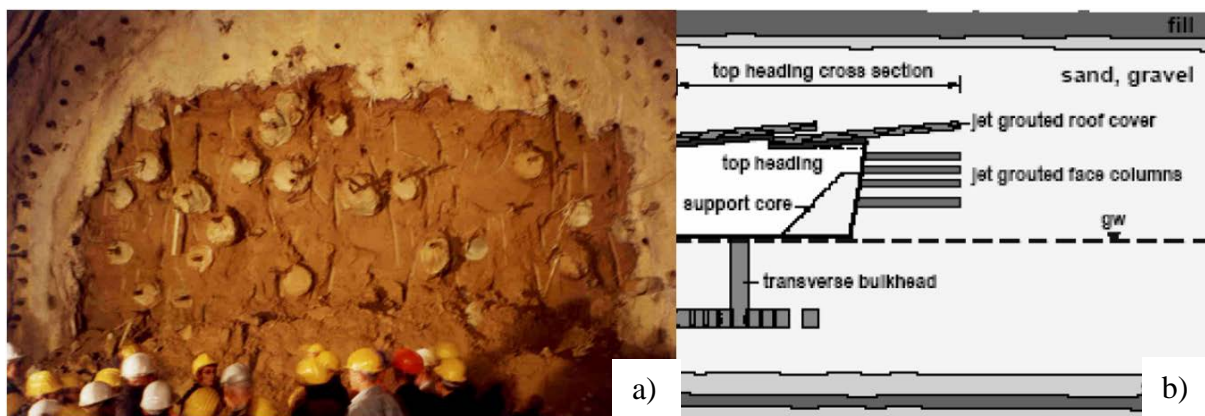 a)
fill
top heading cross section
sand, gravel
jet grouted roof cover
top heading
jet grouted face columns
support core
gw
transverse bulkhead
b)